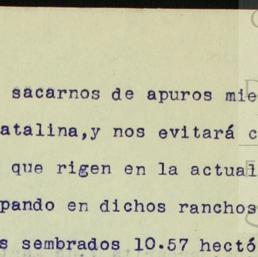 sacarnos de apuros mie
atalina,y nos evitará c
que rigen en la actual
pando en dichos ranchos
s sembrados 10.57 hectó